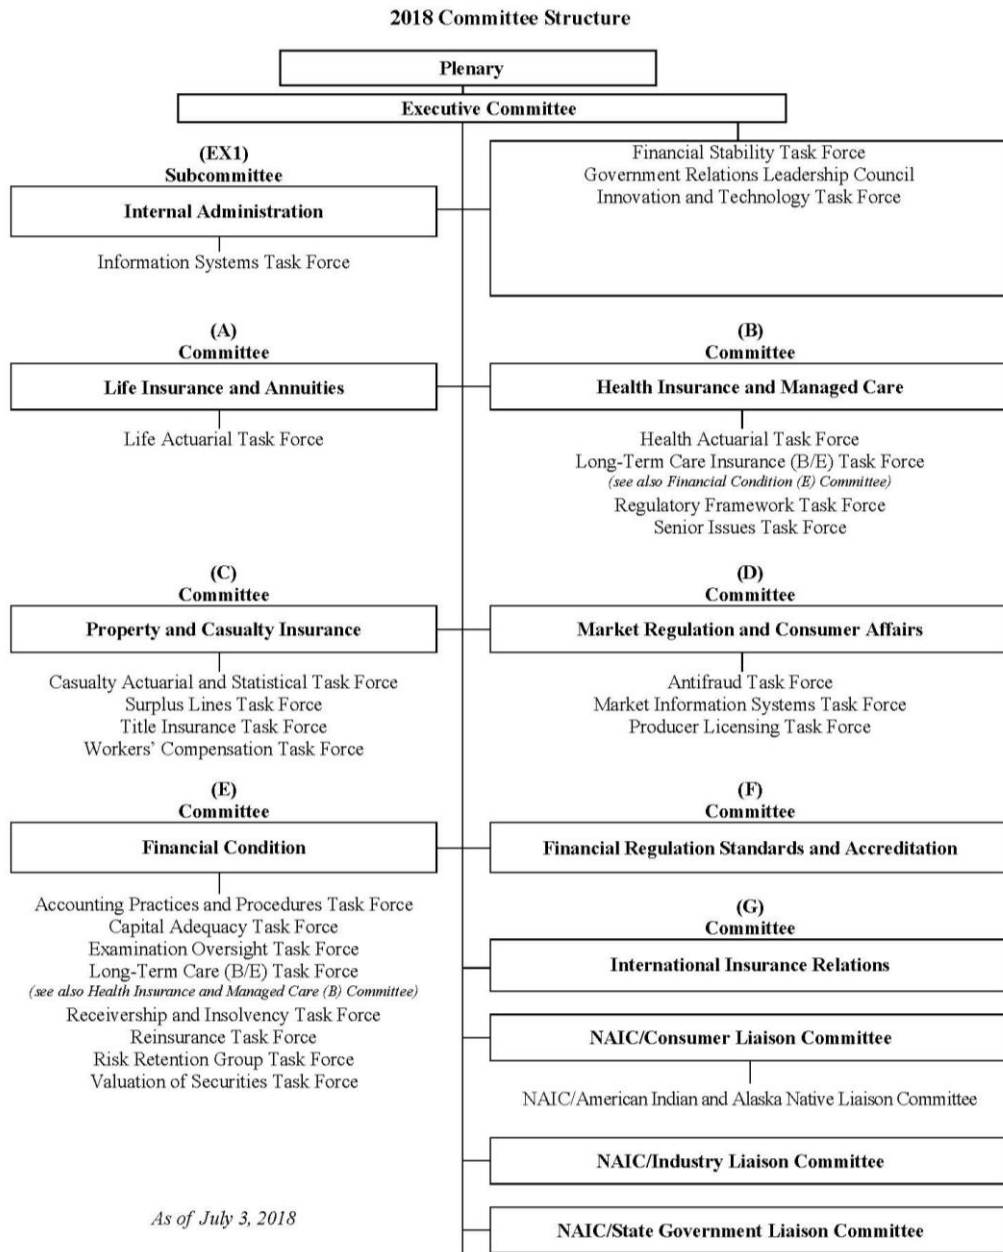 2018 Committee Structure
Plenary
Executive Committee
(EX1)
Subcommittee
Internal Administration
Information Systems Task Force
Financial Stability Task Force
Government Relations Leadership Council
Innovation and Technology Task Force
(A)
Committee
Life Insurance and Annuities
Life Actuarial Task Force
(B)
Committee
Health Insurance and Managed Care
Health Actuarial Task Force
Long-Term Care Insurance (B/E) Task Force
(see also Financial Condition (E) Committee)
Regulatory Framework Task Force
Senior Issues Task Force
(C)
Committee
Property and Casualty Insurance
Casualty Actuarial and Statistical Task Force
Surplus Lines Task Force
Title Insurance Task Force
Workers’ Compensation Task Force
(D)
Committee
Market Regulation and Consumer Affairs
Antifraud Task Force
Market Information Systems Task Force
Producer Licensing Task Force
(E)
Committee
Financial Condition
Accounting Practices and Procedures Task Force
Capital Adequacy Task Force
Examination Oversight Task Force
Long-Term Care (B/E) Task Force
(see also Health Insurance and Managed Care (B) Committee)
Receivership and Insolvency Task Force
Reinsurance Task Force
Risk Retention Group Task Force
Valuation of Securities Task Force
(F)
Committee
Financial Regulation Standards and Accreditation
(G)
Committee
International Insurance Relations
NAIC/Consumer Liaison Committee
NAIC/American Indian and Alaska Native Liaison Committee
NAIC/Industry Liaison Committee
NAIC/State Government Liaison Committee
As of July 3, 2018